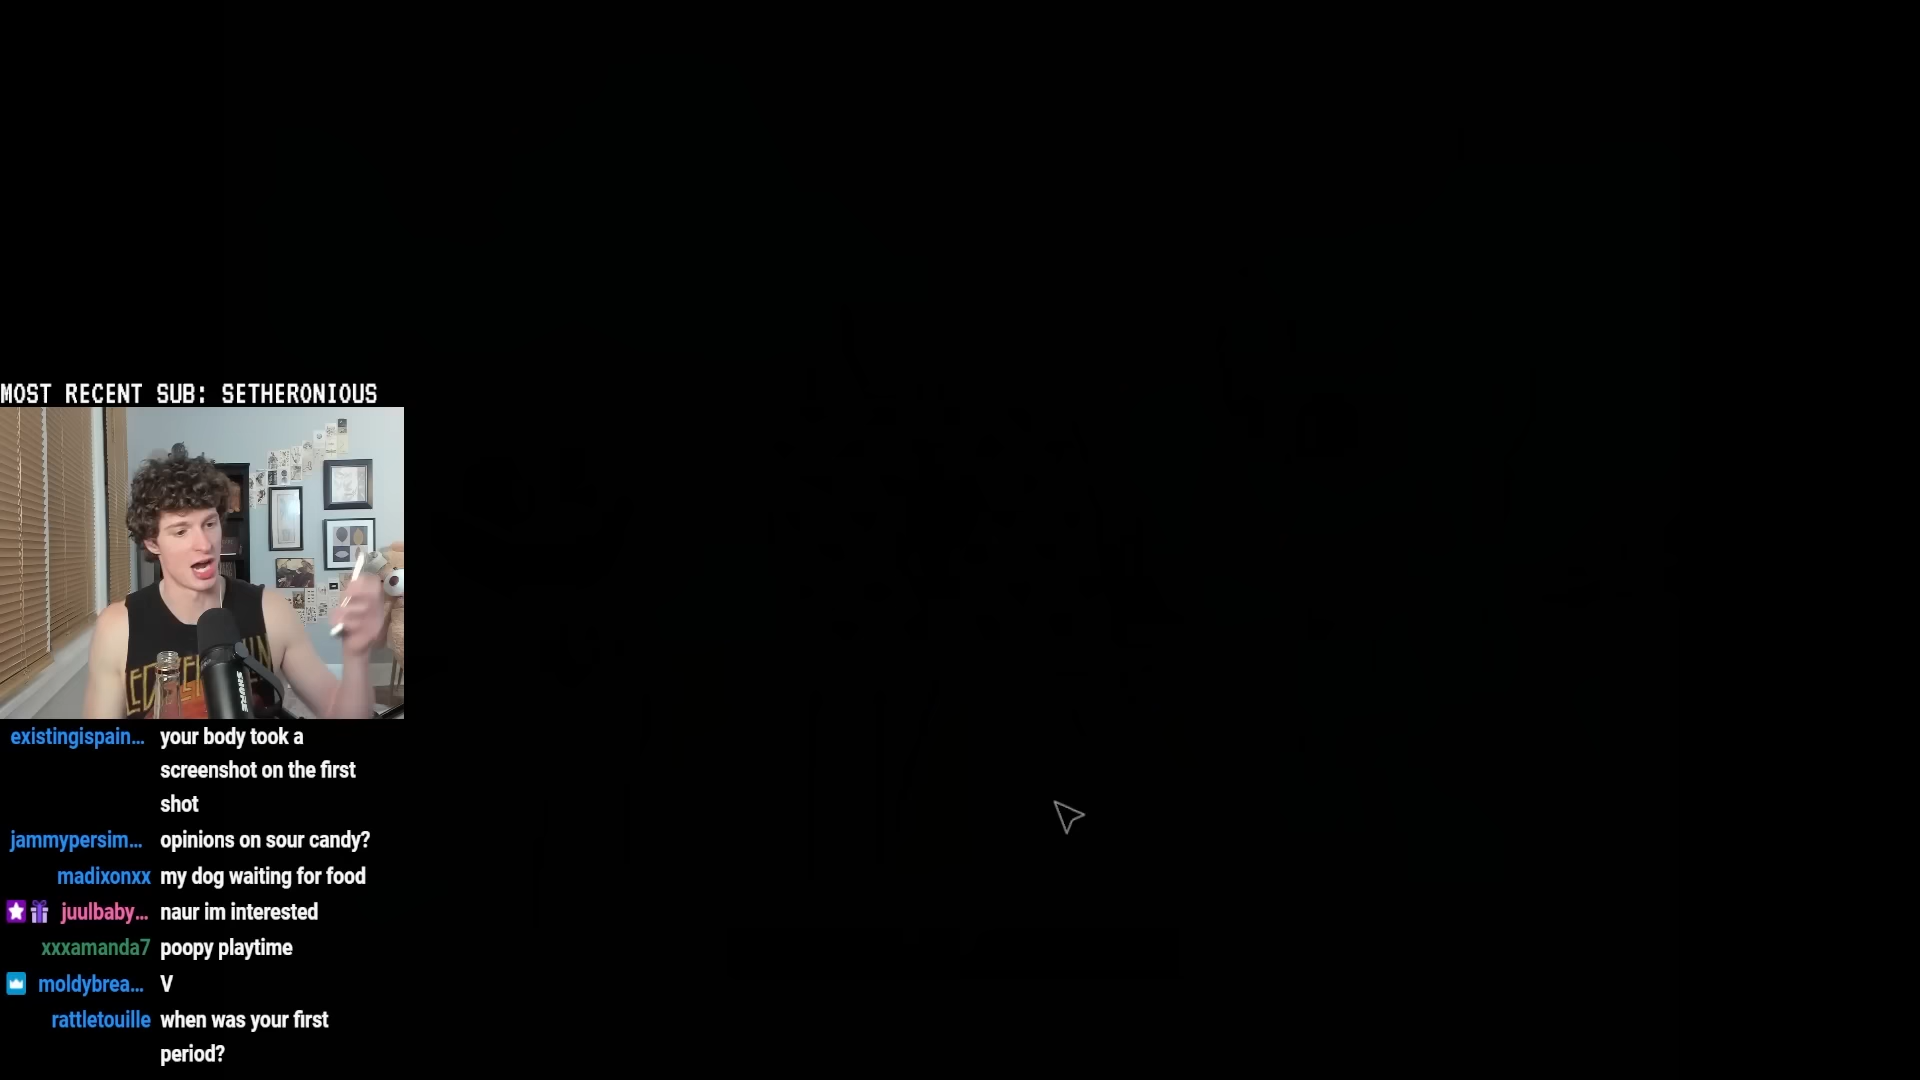 MOST RECENT SUB: SETHERONIOUS
SHURE
existingispain... your body took a
screenshot on the first
shot
jammypersim... opinions on sour candy?
madixonxx my dog waiting for food
juulbaby... naur im interested
xxxamanda7 poopy playtime
moldybrea... V
rattletouille when was your first
period?